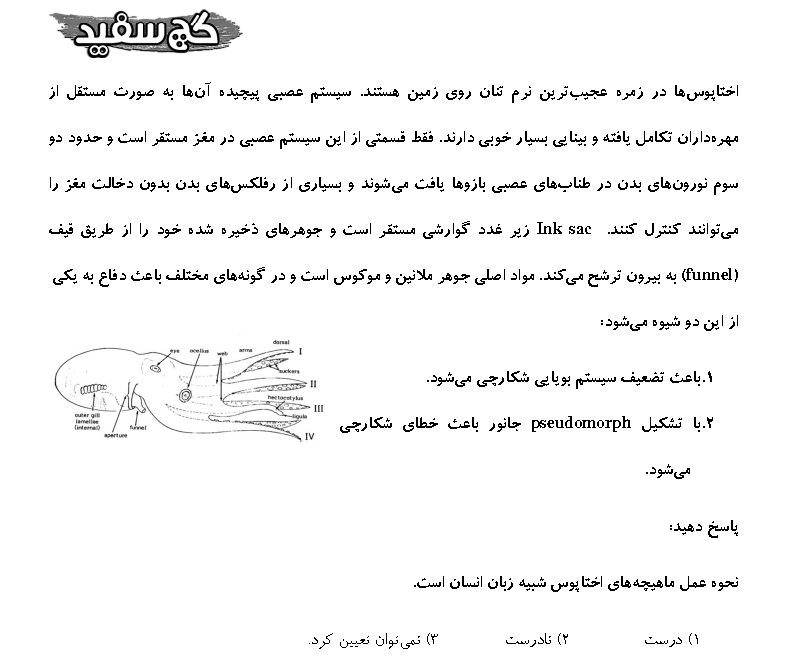 گچ سفید
اختاپوس‌ها در زمره عجیب‌ترین نرم تنان روی زمین هستند. سیستم عصبی پیچیده آن‌ها به صورت مستقل از
مهره‌داران تکامل یافته و بینایی بسیار خوبی دارند. فقط قسمتی از این سیستم عصبی در مغز مستقر است و حدود دو
سوم نورون‌های بدن در طناب‌های عصبی بازوها یافت می‌شوند و بسیاری از رفلکس‌های بدن بدون دخالت مغز را
می‌توانند کنترل کنند. Ink sac زیر غدد گوارشی مستقر است و جوهرهای ذخیره شده خود را از طریق قیف
(funnel) به بیرون ترشح می‌کند. مواد اصلی جوهر ملانین و موکوس است و در گونه‌های مختلف باعث دفاع به یکی
از این دو شیوه می‌شود:
dorsal
eye
ocellus
web
arms
I
suckers
II
hectocotylus
III
ligula
IV
outer gill
lamellae
(internal)
aperture
funnel
۱.باعث تضعیف سیستم بویایی شکارچی می‌شود.
۲.با تشکیل pseudomorph جانور باعث خطای شکارچی
می‌شود.
پاسخ دهید:
نحوه عمل ماهیچه‌های اختاپوس شبیه زبان انسان است.
۱) درست ۲) نادرست ۳) نمی‌توان تعیین کرد.